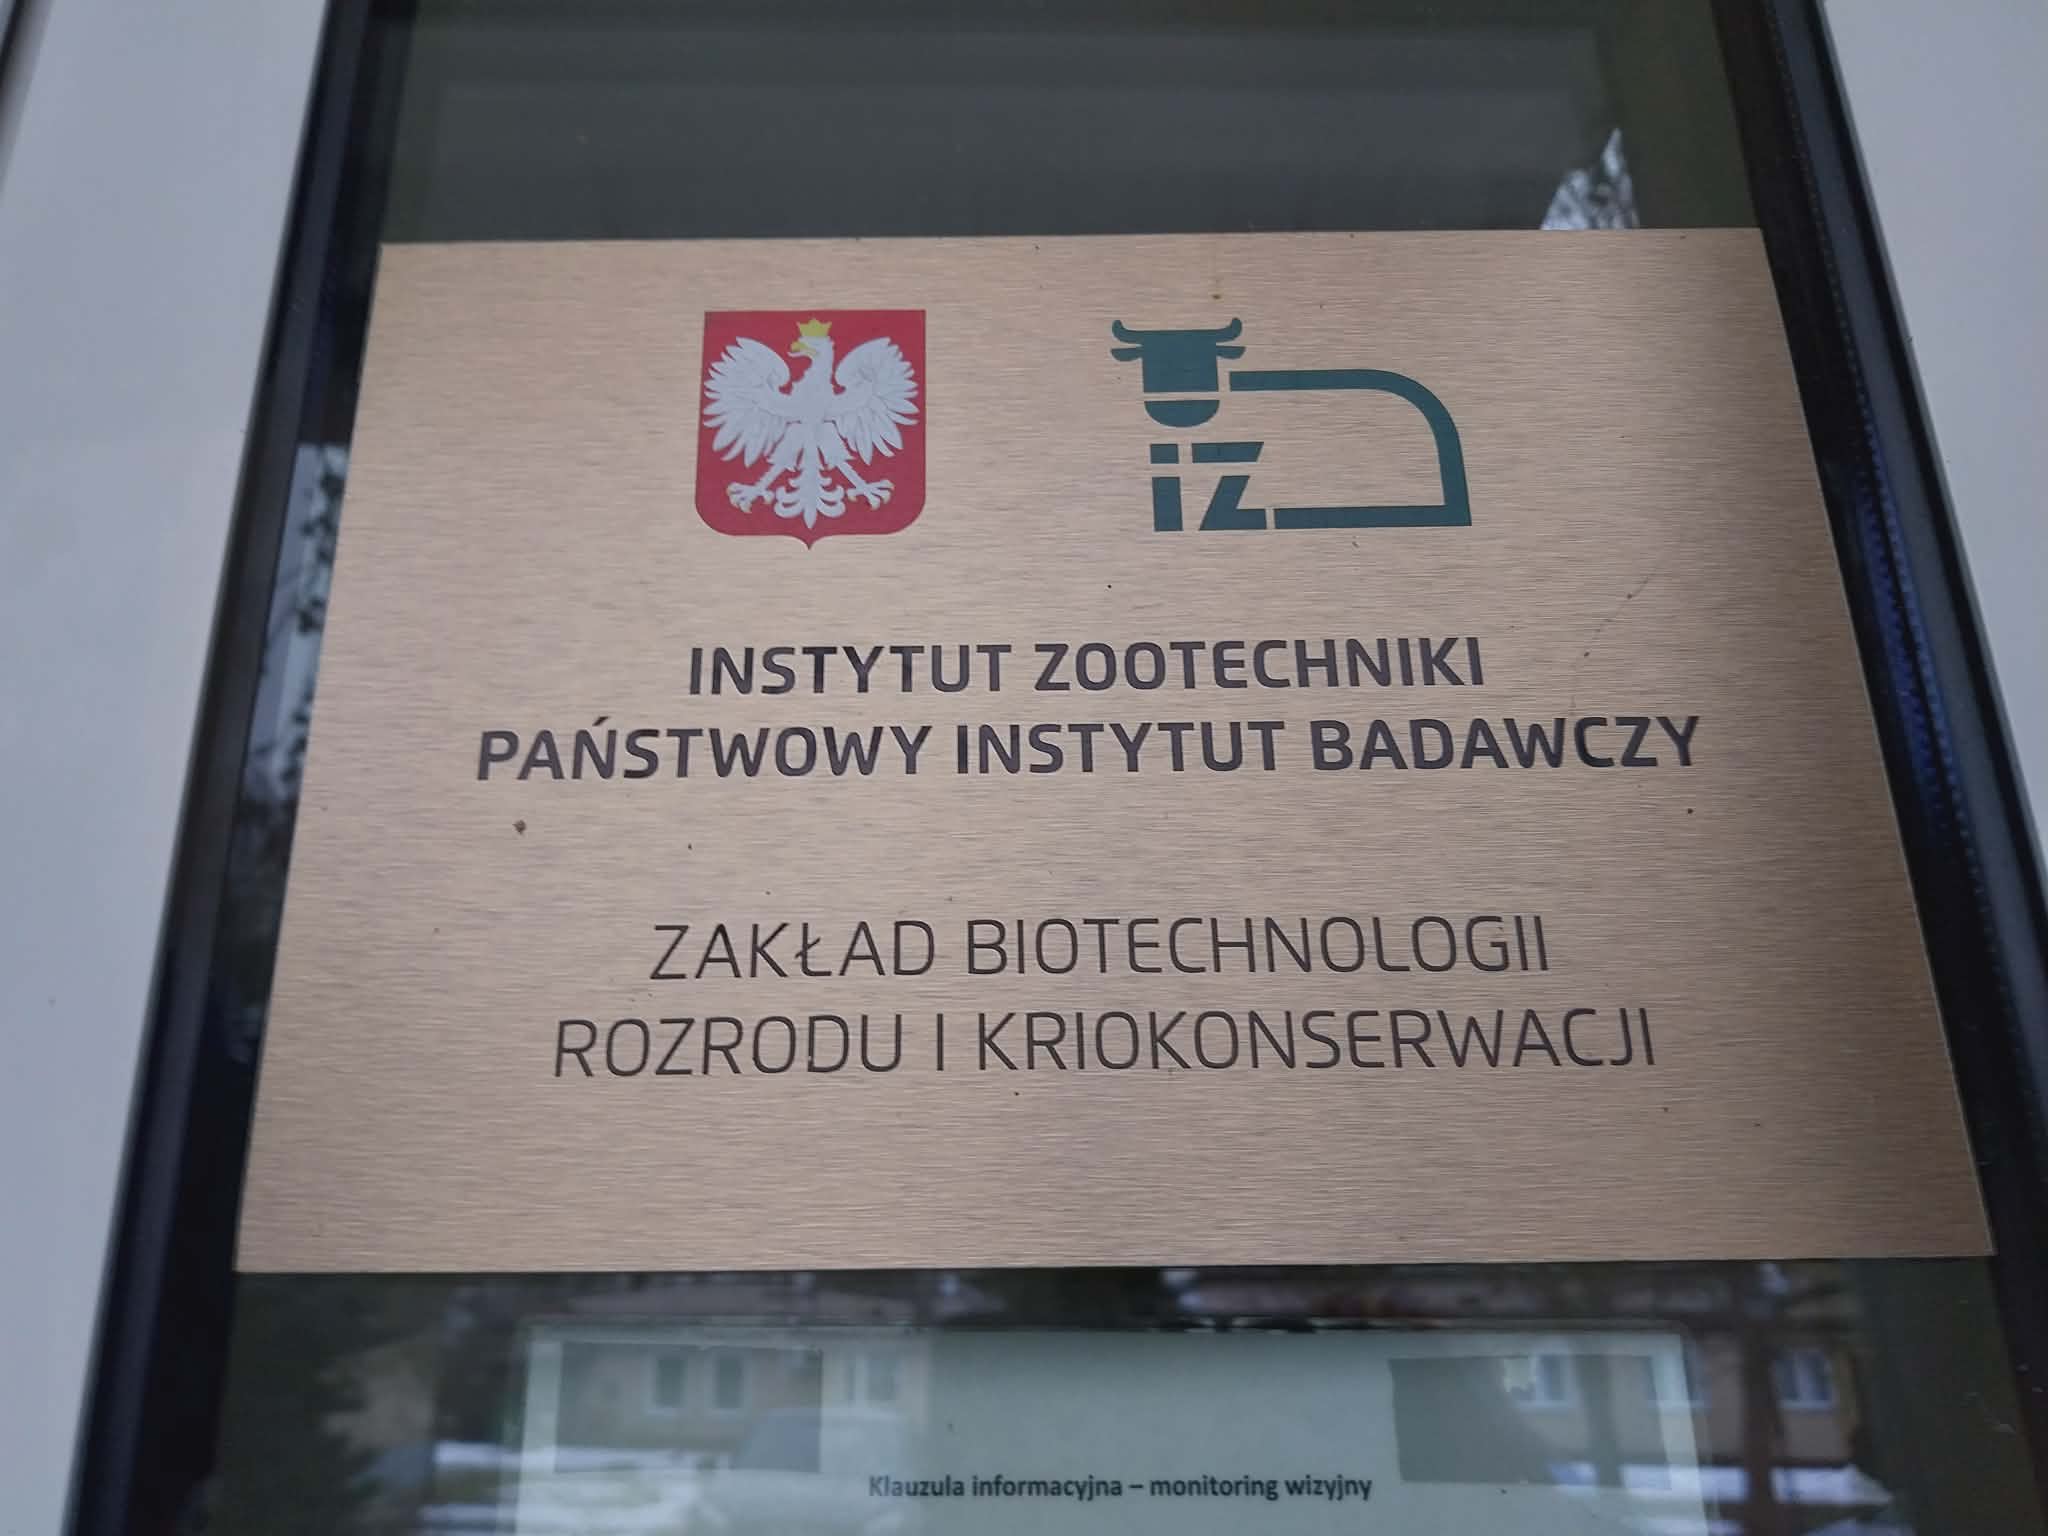 iz
INSTYTUT ZOOTECHNIKI
PAŃSTWOWY INSTYTUT BADAWCZY
ZAKŁAD BIOTECHNOLOGII
ROZRODU I KRIOKONSERWACJI
Klauzula informacyjna – monitoring wizyjny